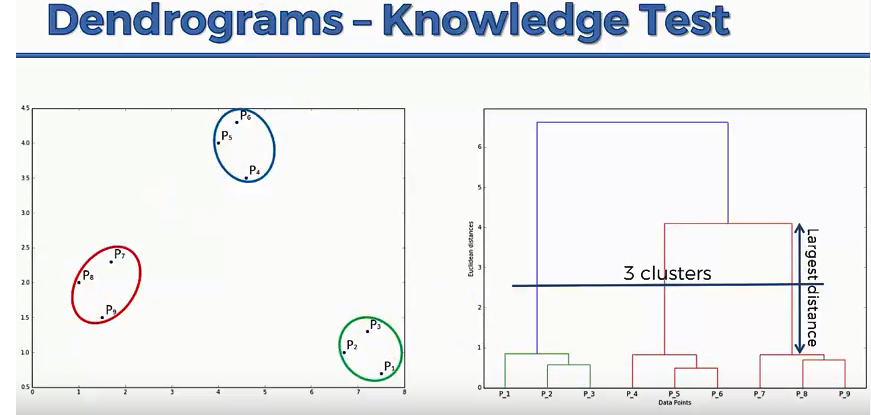 Dendrograms – Knowledge Test
4.5
4.0
3.5
3.0
2.5
2.0
1.5
1.0
0.5
0
1
2
3
4
5
6
7
8
P₆
P₅
P₄
P₇
P₈
P₉
P₃
P₂
P₁
6
5
4
3
2
1
0
Euclidean distances
3 clusters
Largest distance
P_1
P_2
P_3
P_4
P_5
P_6
P_7
P_8
P_9
Data Points